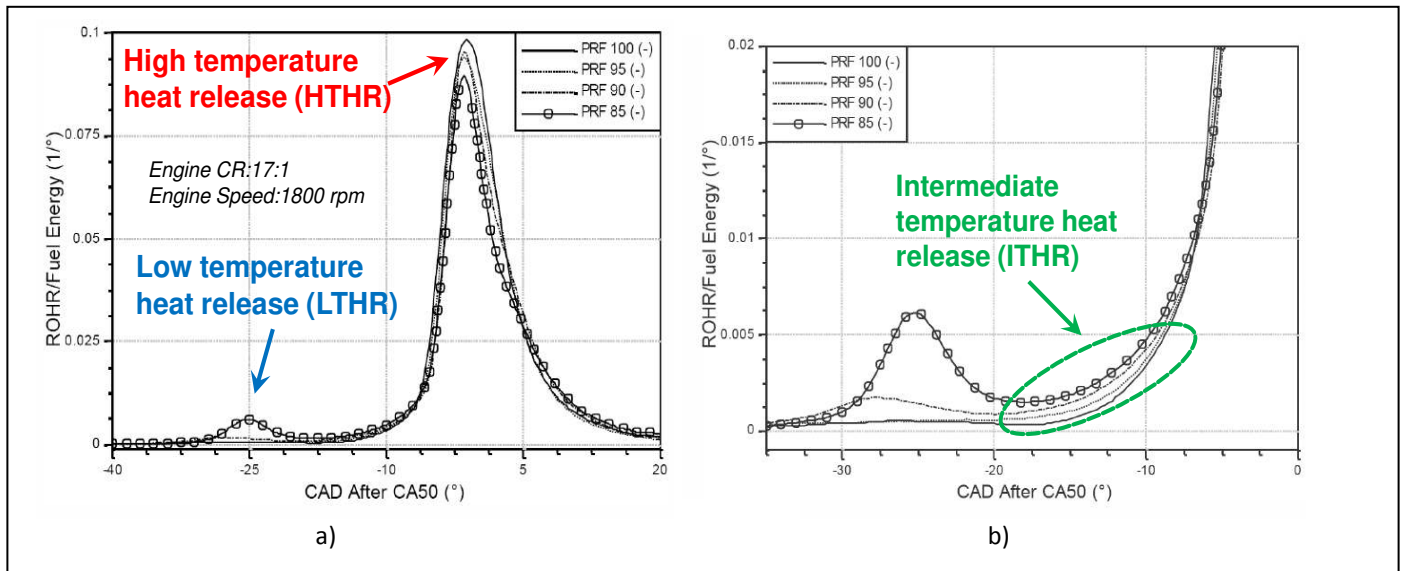 High temperature
heat release (HTHR)
Engine CR:17:1
Engine Speed:1800 rpm
Low temperature
heat release (LTHR)
PRF 100 (-)
PRF 95 (-)
PRF 90 (-)
PRF 85 (-)
ROHR/Fuel Energy (1/°)
0.1
0.075
0.05
0.025
0
-40
-25
-10
5
20
CAD After CA50 (°)
a)
PRF 100 (-)
PRF 95 (-)
PRF 90 (-)
PRF 85 (-)
Intermediate
temperature heat
release (ITHR)
ROHR/Fuel Energy (1/°)
0.02
0.015
0.01
0.005
0
-30
-20
-10
0
CAD After CA50 (°)
b)